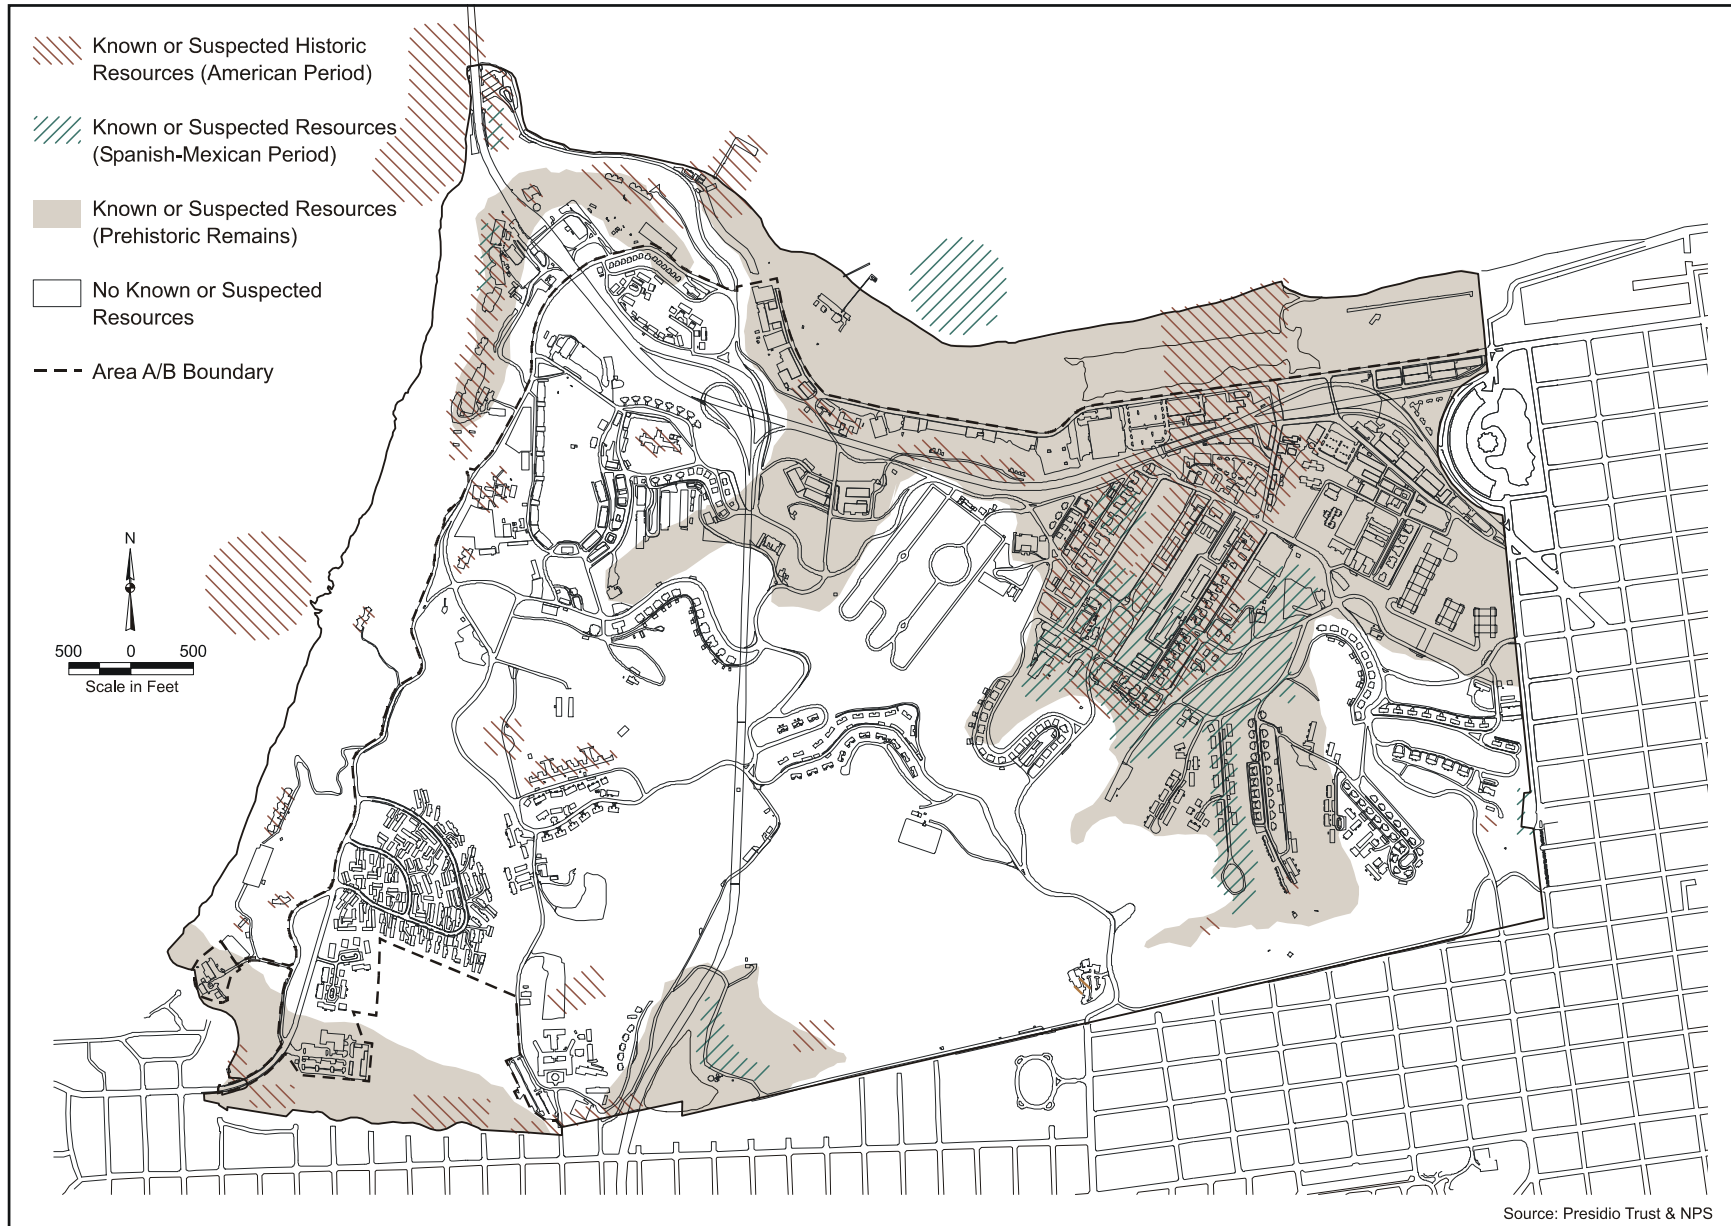 Known or Suspected Historic
Resources (American Period)
Known or Suspected Resources
(Spanish-Mexican Period)
Known or Suspected Resources
(Prehistoric Remains)
No Known or Suspected
Resources
Area A/B Boundary
N
500 0 500
Scale in Feet
Source: Presidio Trust & NPS